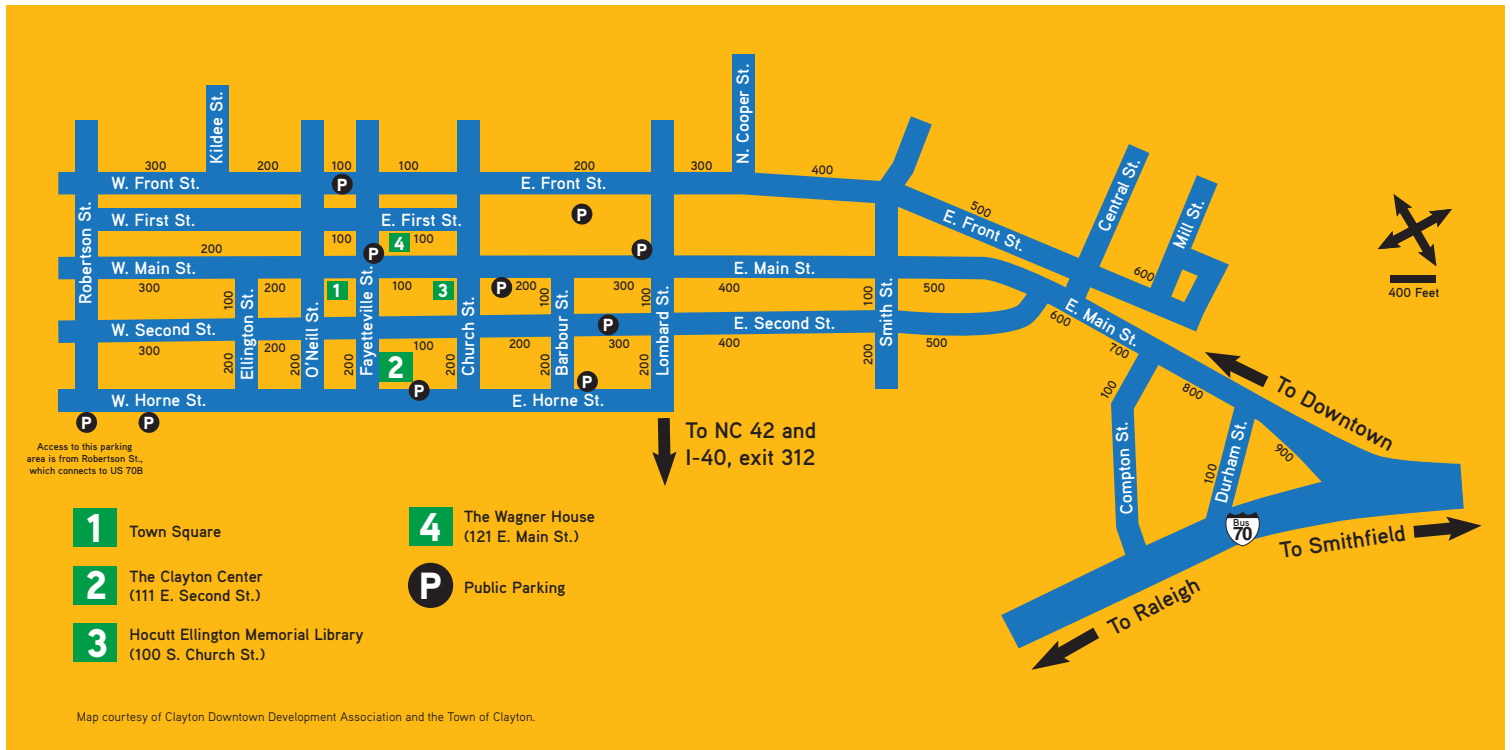 Kildee St.
N. Cooper St.
300
200
100
100
200
300
400
W. Front St.
P
E. Front St.
Robertson St.
W. First St.
E. First St.
P
500
E. Front St.
Central St.
Mill St.
200
100
4
100
P
P
W. Main St.
E. Main St.
600
400 Feet
300
100
200
1
Fayetteville St.
100
3
P
200
100
300
100
400
100
500
Ellington St.
O'Neill St.
Church St.
Barbour St.
Lombard St.
Smith St.
W. Second St.
P
E. Second St.
600
E. Main St.
700
300
200
200
200
200
2
100
200
200
200
300
200
400
200
500
P
P
W. Horne St.
E. Horne St.
100
800
To Downtown
P
P
Access to this parking
area is from Robertson St.,
which connects to US 70B
To NC 42 and
I-40, exit 312
Compton St.
100
Durham St.
900
Bus
70
To Smithfield
To Raleigh
1
Town Square
2
The Clayton Center
(111 E. Second St.)
3
Hocutt Ellington Memorial Library
(100 S. Church St.)
4
The Wagner House
(121 E. Main St.)
P
Public Parking
Map courtesy of Clayton Downtown Development Association and the Town of Clayton.